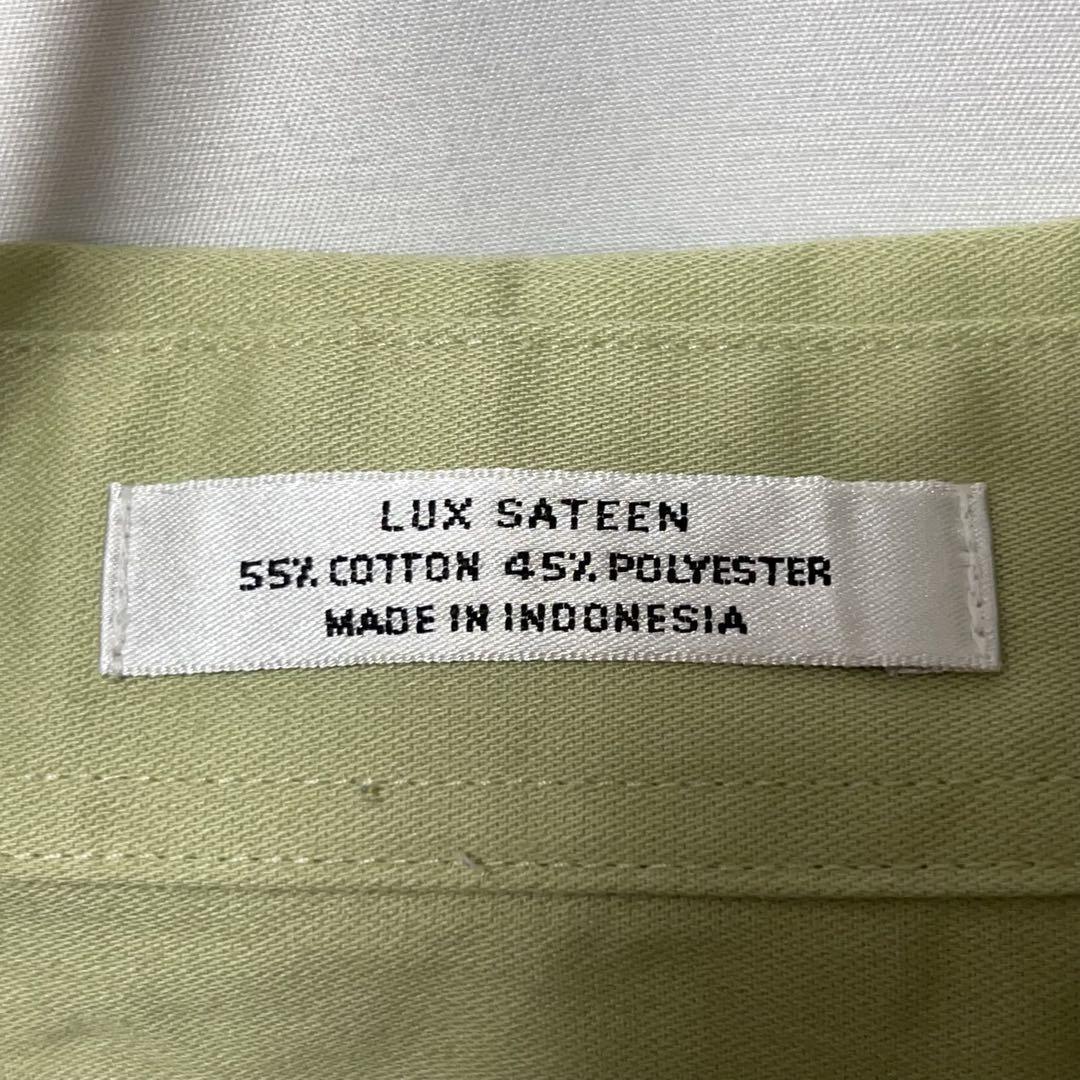 LUX SATEEN
55% COTTON 45% POLYESTER
MADE IN INDONESIA